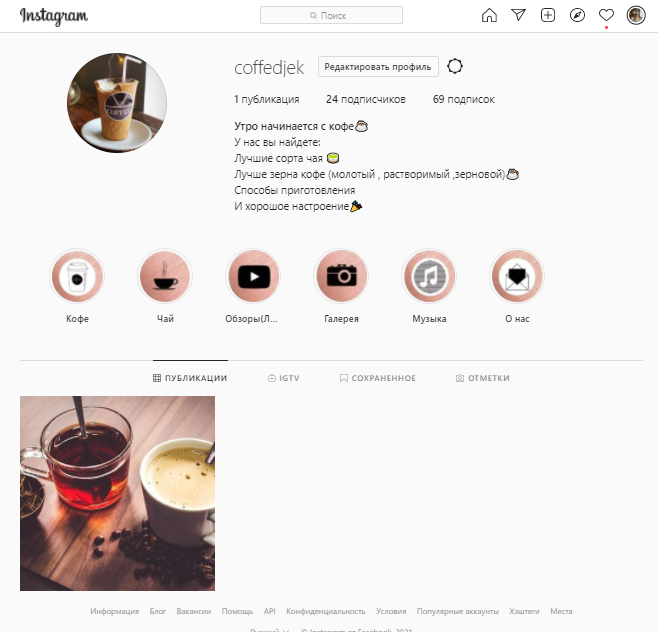 Instagram
Поиск
coffedjek Редактировать профиль
1 публикация 24 подписчиков 69 подписок
Утро начинается с кофе☕
У нас вы найдете:
Лучшие сорта чая 🍵
Лучше зерна кофе (молотый , растворимый ,зерновой)☕
Способы приготовления
И хорошое настроение🎉
Кофе Чай Обзоры(Л... Галерея Музыка О нас
ПУБЛИКАЦИИ IGTV СОХРАНЕННОЕ ОТМЕТКИ
Информация Блог Вакансии Помощь API Конфиденциальность Условия Популярные аккаунты Хэштеги Места
Русский © Instagram от Facebook, 2021